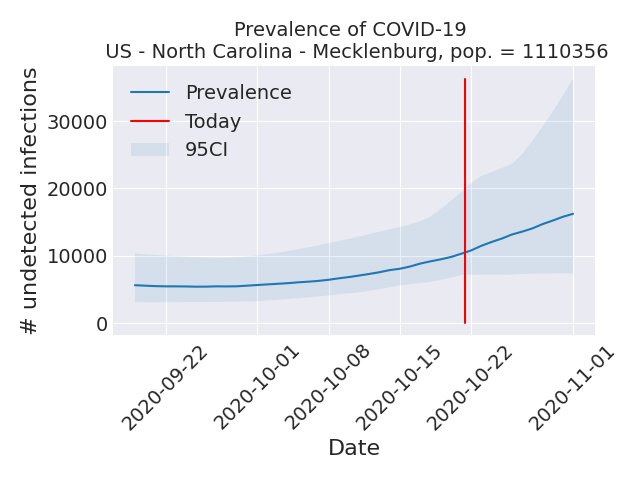 Prevalence of COVID-19
US - North Carolina - Mecklenburg, pop. = 1110356
Prevalence
Today
95CI
# undetected infections
30000
20000
10000
0
2020-09-22
2020-10-01
2020-10-08
2020-10-15
2020-10-22
2020-11-01
Date